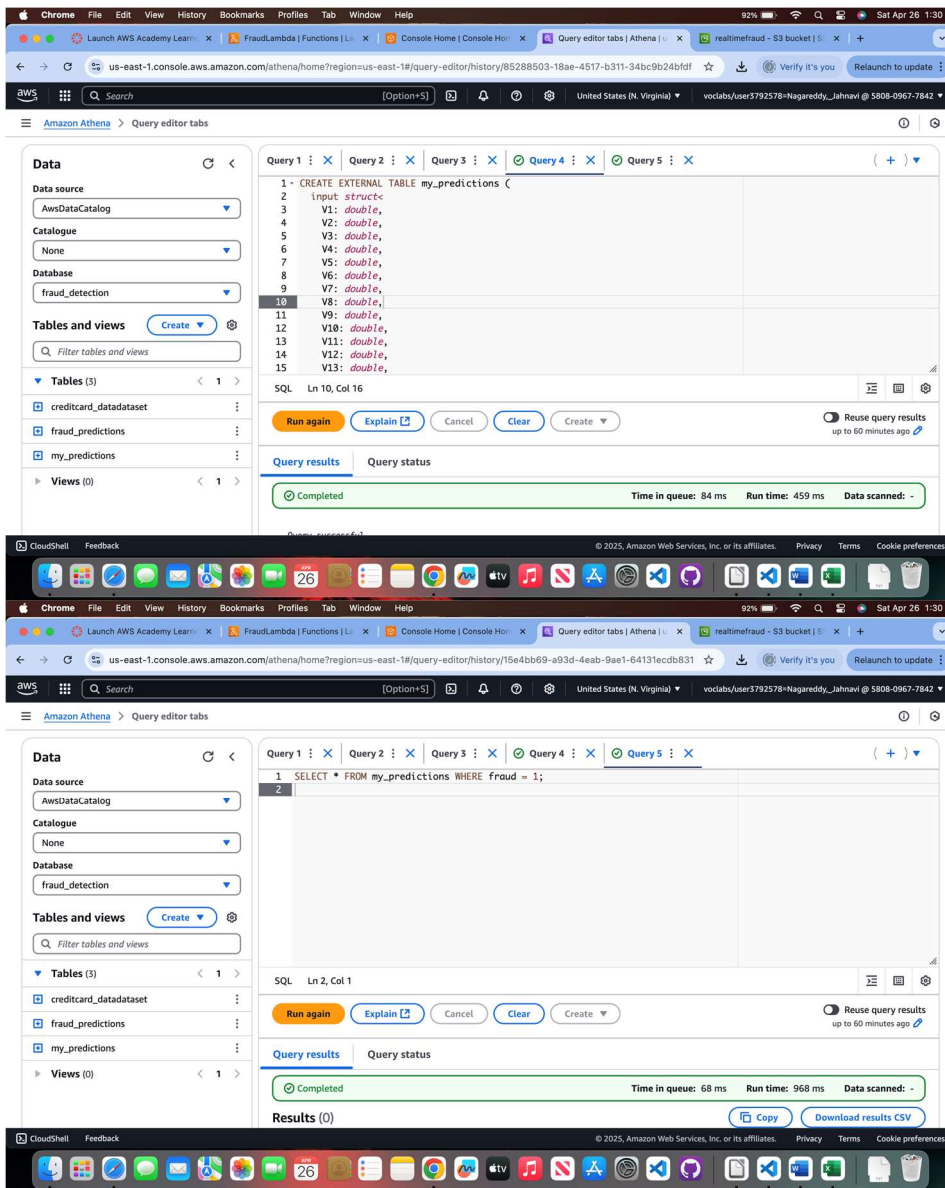 Chrome File Edit View History Bookmarks Profiles Tab Window Help 92% Sat Apr 26 1:30
Launch AWS Academy Learn FraudLambda | Functions | La Console Home | Console Hom Query editor tabs | Athena | u realtimefraud - S3 bucket | S
us-east-1.console.aws.amazon.com/athena/home?region=us-east-1#/query-editor/history/85288503-18ae-4517-b311-34bc9b24bfdf Verify it's you Relaunch to update
aws Search [Option+S] United States (N. Virginia) voclabs/user3792578=Nagareddy,_Jahnavi @ 5808-0967-7842
Amazon Athena > Query editor tabs
Data
Data source
AwsDataCatalog
Catalogue
None
Database
fraud_detection
Tables and views Create
Filter tables and views
Tables (3) < 1 >
creditcard_datadataset
fraud_predictions
my_predictions
Views (0) < 1 >
Query 1 Query 2 Query 3 Query 4 Query 5
1 CREATE EXTERNAL TABLE my_predictions (
2 input struct<
3 V1: double,
4 V2: double,
5 V3: double,
6 V4: double,
7 V5: double,
8 V6: double,
9 V7: double,
10 V8: double,
11 V9: double,
12 V10: double,
13 V11: double,
14 V12: double,
15 V13: double,
SQL Ln 10, Col 16
Run again Explain Cancel Clear Create Reuse query results
up to 60 minutes ago
Query results Query status
Completed Time in queue: 84 ms Run time: 459 ms Data scanned: -
Query successful
CloudShell Feedback © 2025, Amazon Web Services, Inc. or its affiliates. Privacy Terms Cookie preferences
APR
26
tv
Chrome File Edit View History Bookmarks Profiles Tab Window Help 92% Sat Apr 26 1:30
Launch AWS Academy Learn FraudLambda | Functions | La Console Home | Console Hom Query editor tabs | Athena | u realtimefraud - S3 bucket | S
us-east-1.console.aws.amazon.com/athena/home?region=us-east-1#/query-editor/history/15e4bb69-a93d-4eab-9ae1-64131ecdb831 Verify it's you Relaunch to update
aws Search [Option+S] United States (N. Virginia) voclabs/user3792578=Nagareddy,_Jahnavi @ 5808-0967-7842
Amazon Athena > Query editor tabs
Data
Data source
AwsDataCatalog
Catalogue
None
Database
fraud_detection
Tables and views Create
Filter tables and views
Tables (3) < 1 >
creditcard_datadataset
fraud_predictions
my_predictions
Views (0) < 1 >
Query 1 Query 2 Query 3 Query 4 Query 5
1 SELECT * FROM my_predictions WHERE fraud = 1;
2
SQL Ln 2, Col 1
Run again Explain Cancel Clear Create Reuse query results
up to 60 minutes ago
Query results Query status
Completed Time in queue: 68 ms Run time: 968 ms Data scanned: -
Results (0) Copy Download results CSV
CloudShell Feedback © 2025, Amazon Web Services, Inc. or its affiliates. Privacy Terms Cookie preferences
APR
26
tv